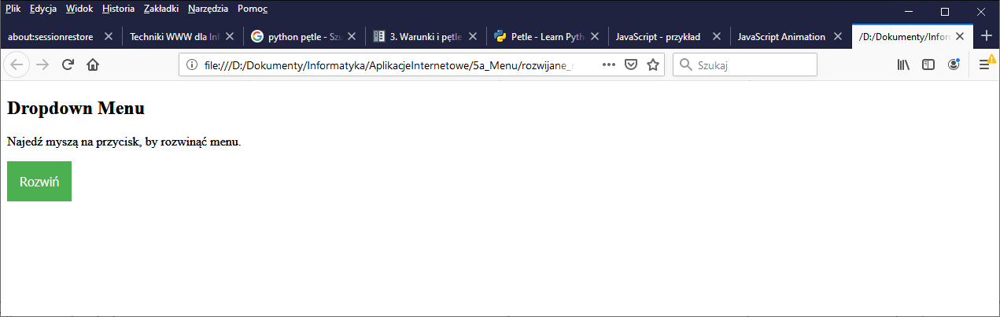 Plik Edycja Widok Historia Zakładki Narzędzia Pomoc
about:sessionrestore Techniki WWW dla Inf python pętle - Szu 3. Warunki i pętle Petle - Learn Pyth JavaScript - przykład JavaScript Animation /D:/Dokumenty/Inform
file:///D:/Dokumenty/Informatyka/AplikacjeInternetowe/5a_Menu/rozwijane_ Szukaj
Dropdown Menu
Najedź myszą na przycisk, by rozwinąć menu.
Rozwiń